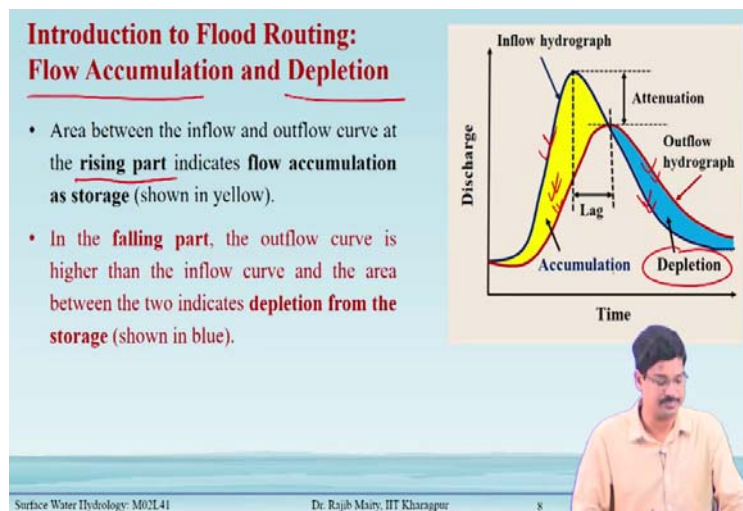 Introduction to Flood Routing:
Flow Accumulation and Depletion
• Area between the inflow and outflow curve at
the rising part indicates flow accumulation
as storage (shown in yellow).
• In the falling part, the outflow curve is
higher than the inflow curve and the area
between the two indicates depletion from the
storage (shown in blue).
Inflow hydrograph
Attenuation
Outflow
hydrograph
Discharge
Lag
Accumulation
Depletion
Time
Surface Water Hydrology: M02L41
Dr. Rajib Maity, IIT Kharagpur
8